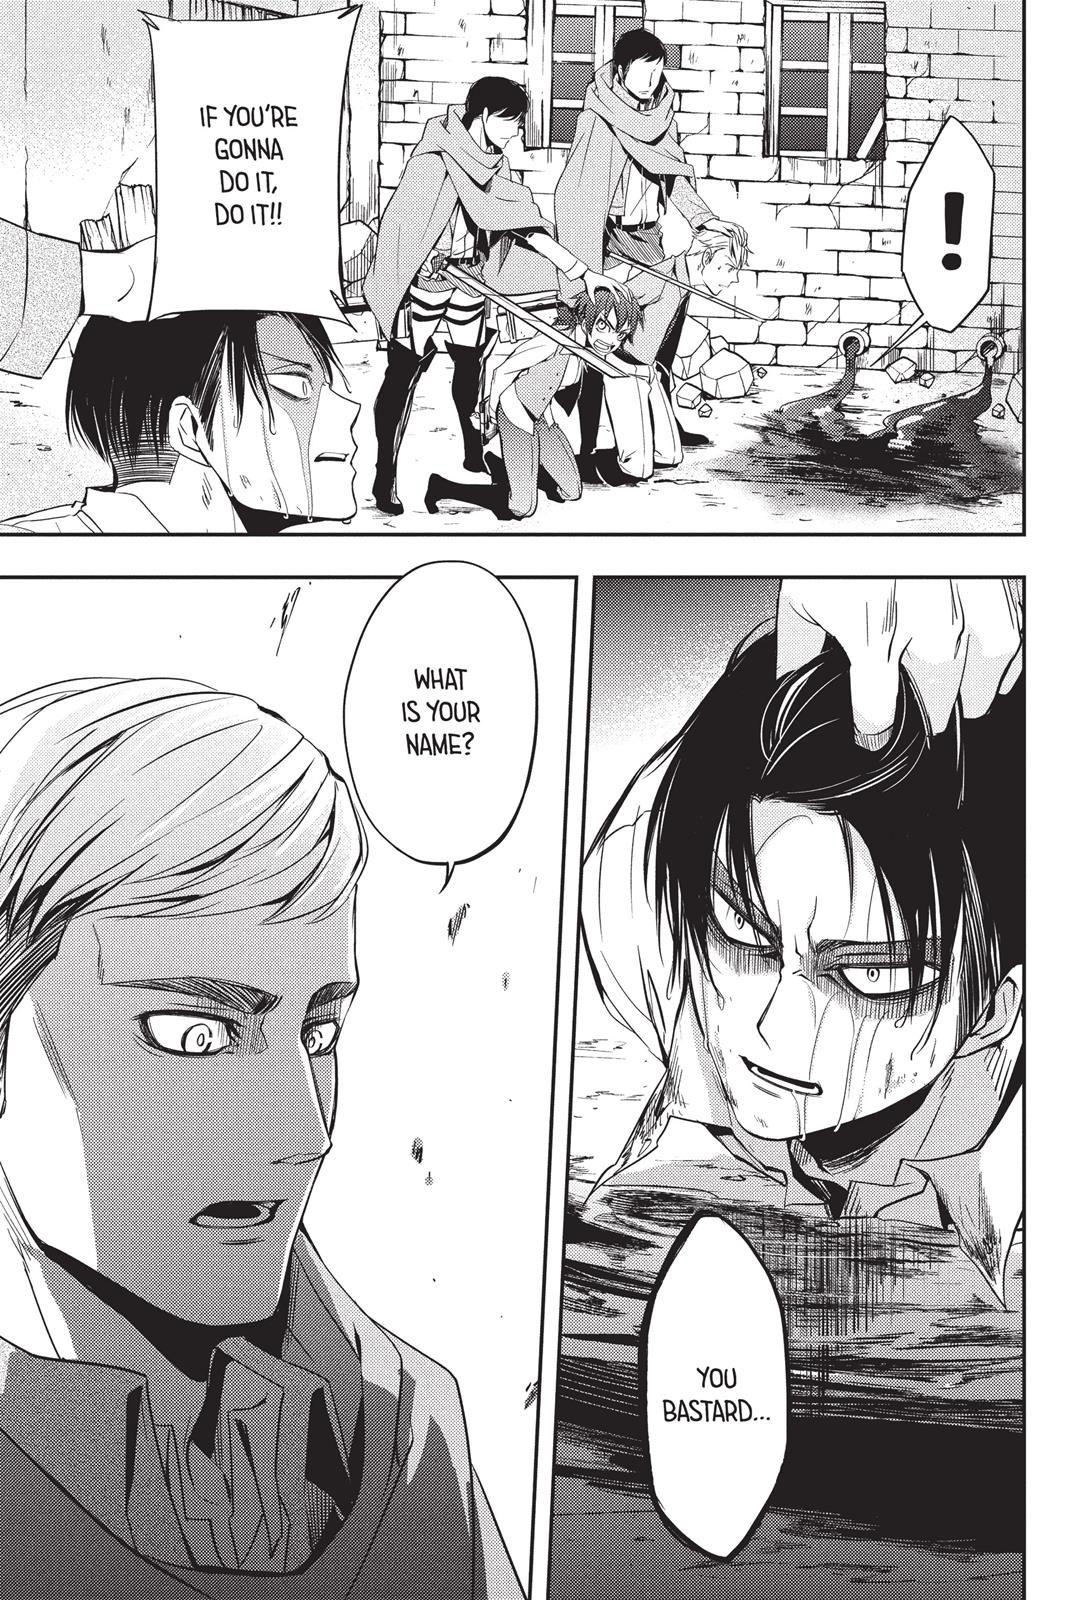 !
IF YOU'RE
GONNA
DO IT,
DO IT!!
YOU
BASTARD...
WHAT
IS YOUR
NAME?